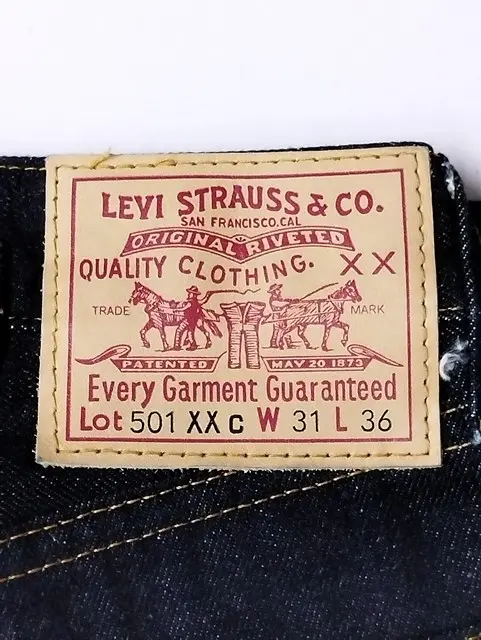 LEVI STRAUSS & CO.
SAN FRANCISCO.CAL
ORIGINAL RIVETED
QUALITY CLOTHING. XX
TRADE MARK
PATENTED MAY 20 1873
Every Garment Guaranteed
Lot 501 XX C W 31 L 36